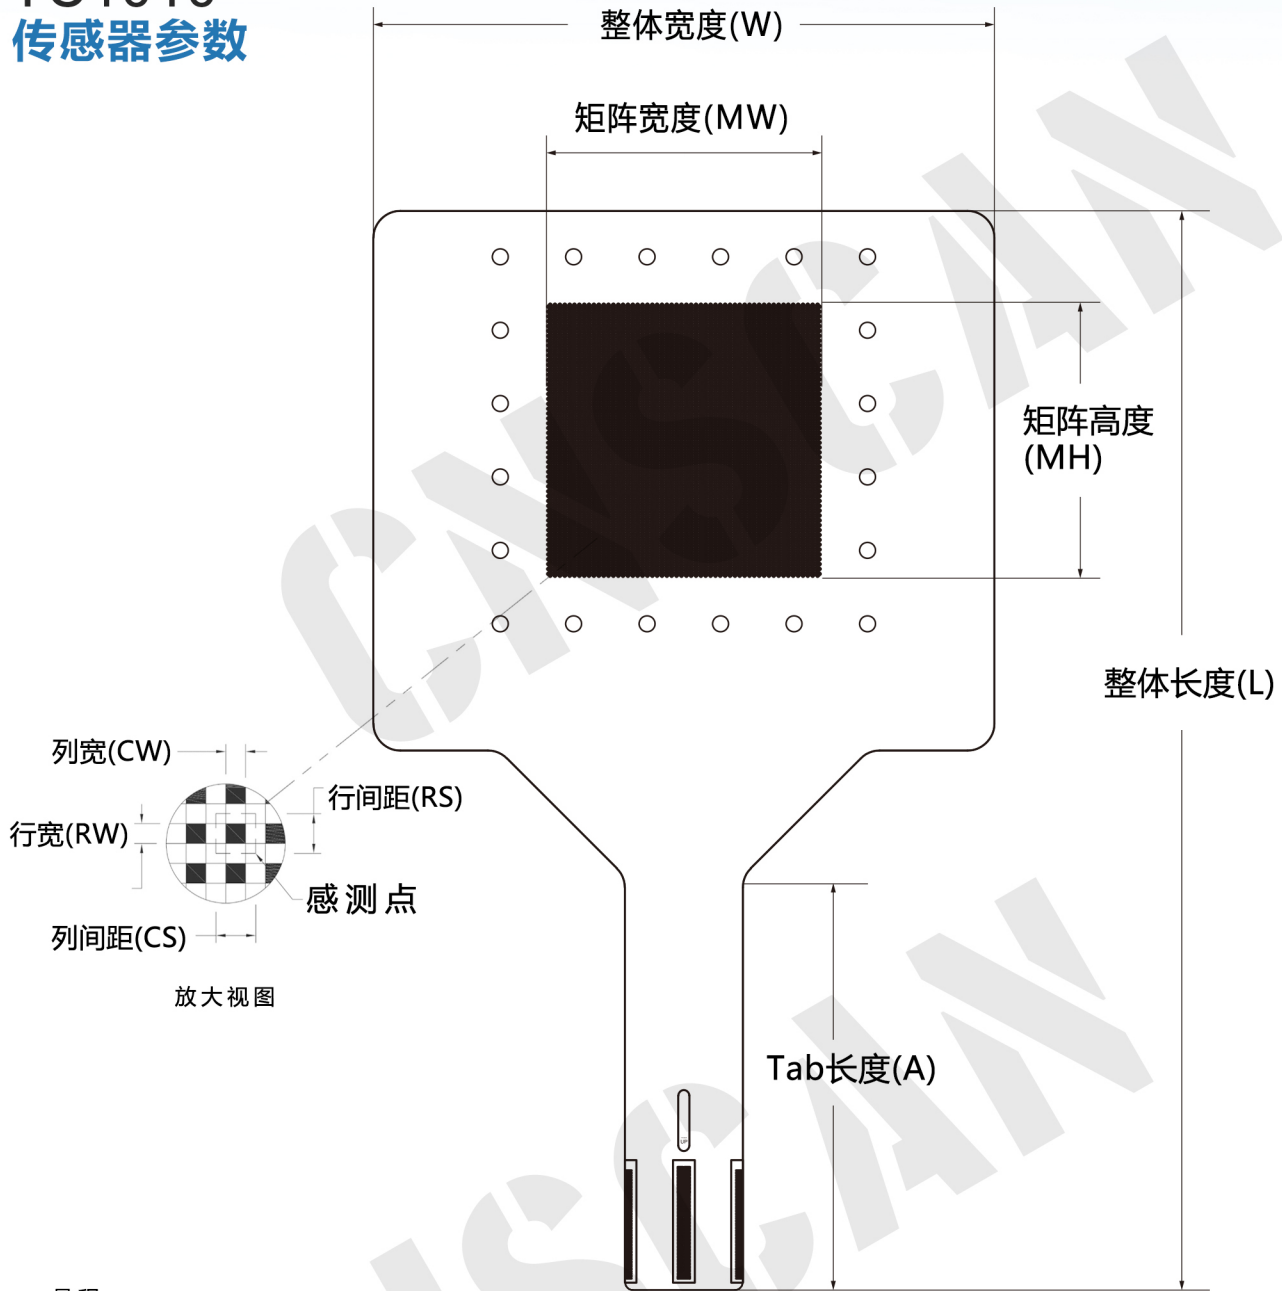 传感器参数
整体宽度(W)
矩阵宽度(MW)
矩阵高度
(MH)
整体长度(L)
列宽(CW)
行间距(RS)
行宽(RW)
感测点
列间距(CS)
放大视图
Tab长度(A)
UP
CNSCAN